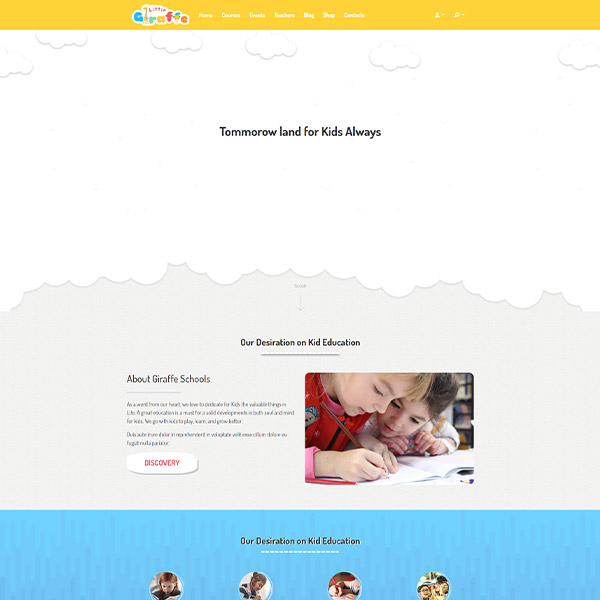 Little
Giraffe
Home Courses Events Teachers Blog Shop Contacts
Tommorow land for Kids Always
Scroll
Our Desiration on Kid Education
About Giraffe Schools
As a word from our heart, we love to dedicate for Kids the valuable things in
Life. A great education is a must for a solid developments in both soul and mind
for kids. We go with kids to play, learn, and grow better.
Duis aute irure dolor in reprehenderit in voluptate velit esse cillum dolore eu
fugiat nulla pariatur.
DISCOVERY
Our Desiration on Kid Education